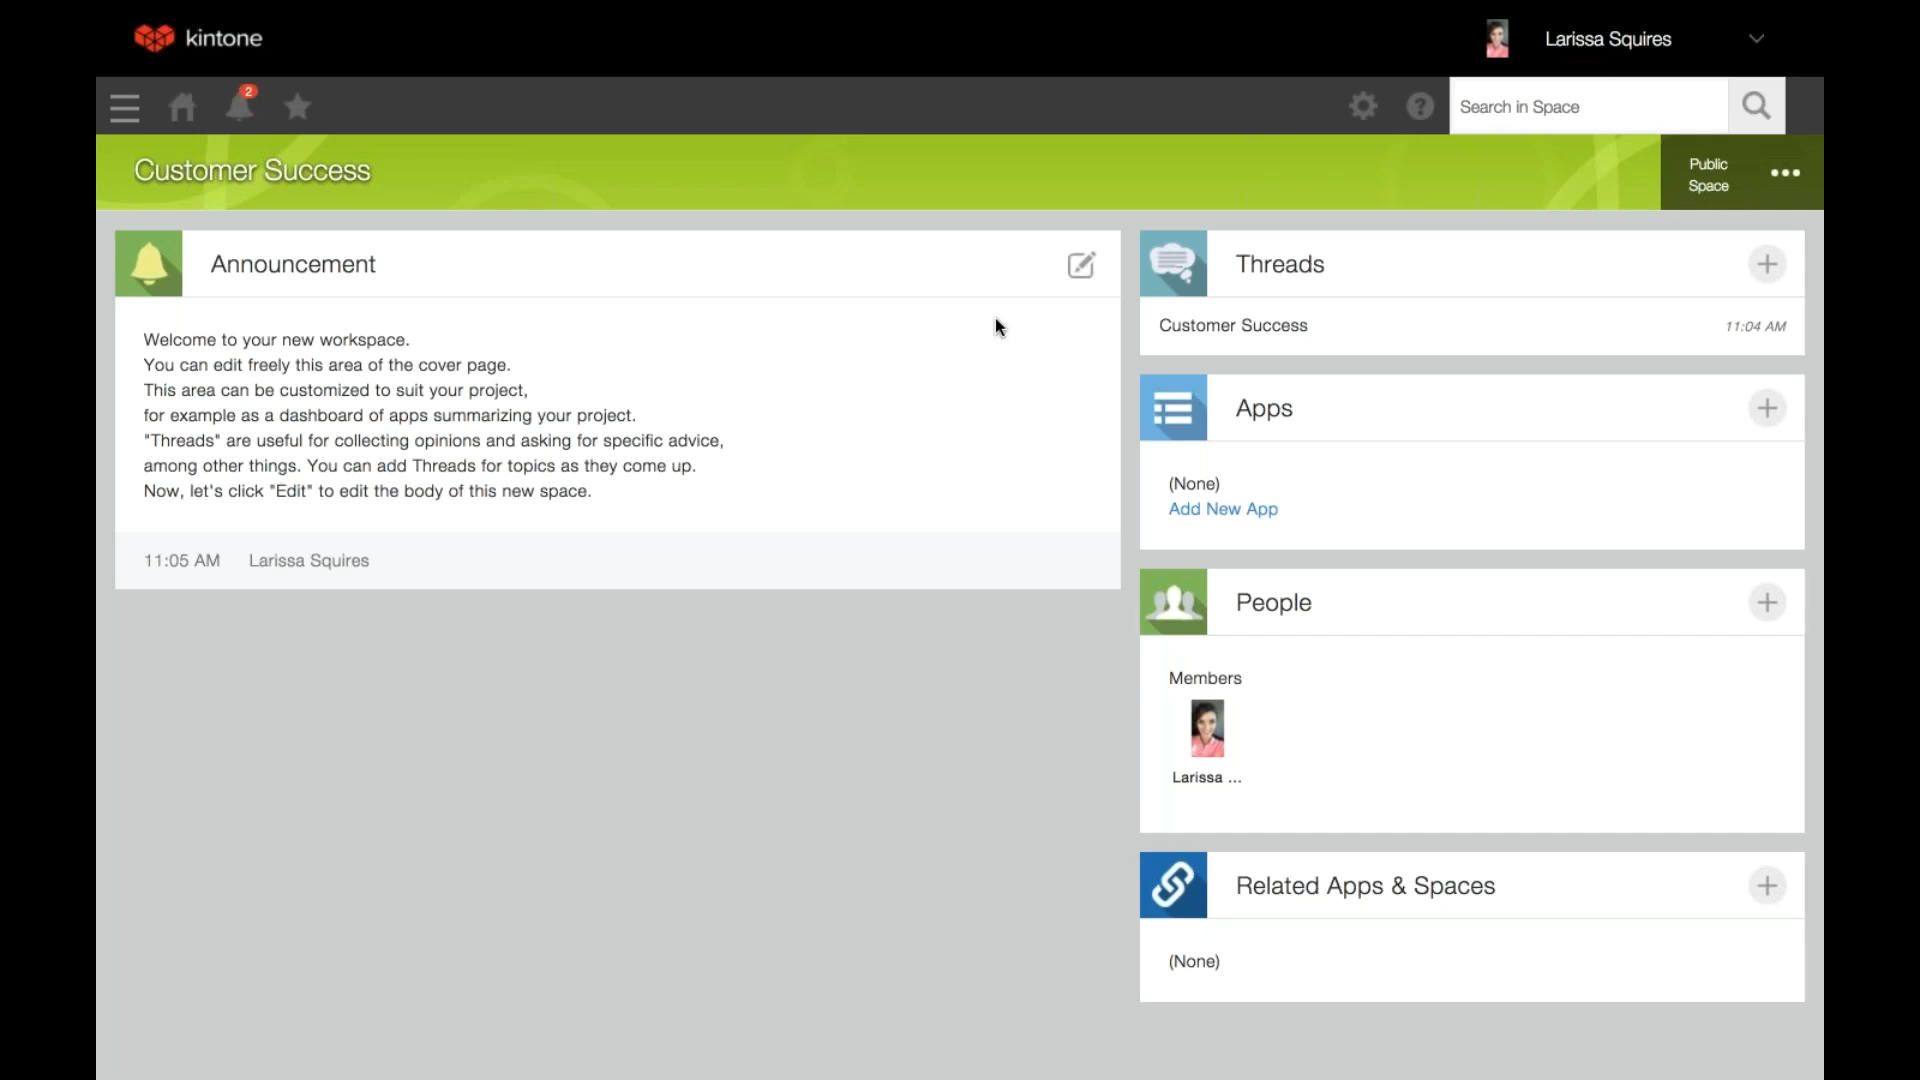 kintone
Larissa Squires
2
Search in Space
Customer Success
Public
Space
Announcement
Welcome to your new workspace.
You can edit freely this area of the cover page.
This area can be customized to suit your project,
for example as a dashboard of apps summarizing your project.
"Threads" are useful for collecting opinions and asking for specific advice,
among other things. You can add Threads for topics as they come up.
Now, let's click "Edit" to edit the body of this new space.
11:05 AM Larissa Squires
Threads
Customer Success 11:04 AM
Apps
(None)
Add New App
People
Members
Larissa ...
Related Apps & Spaces
(None)